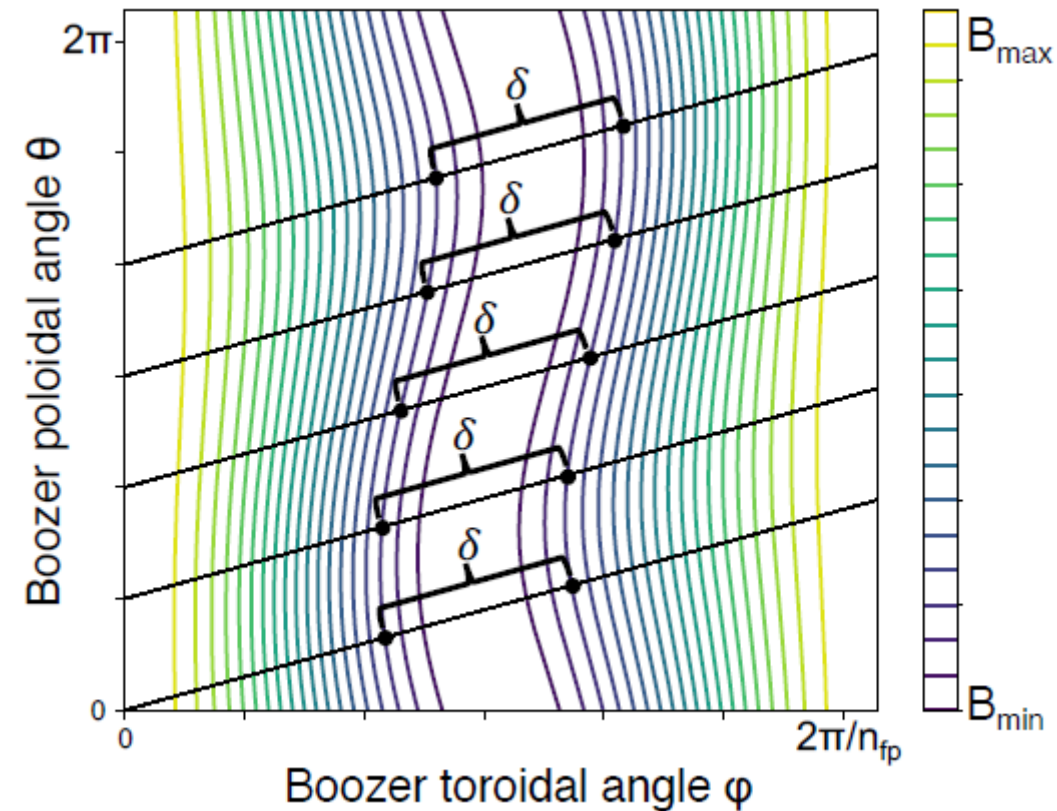 2π
B_max
δ
δ
δ
δ
δ
Boozer poloidal angle θ
B_min
0
0
2π/n_fp
Boozer toroidal angle φ